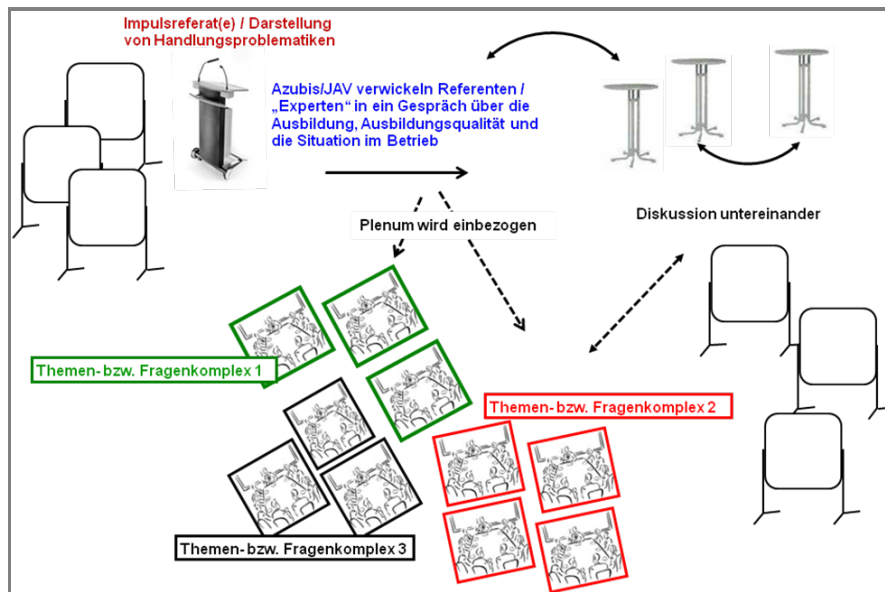 Impulsreferat(e) / Darstellung
von Handlungsproblematiken
Azubis/JAV verwickeln Referenten /
„Experten“ in ein Gespräch über die
Ausbildung, Ausbildungsqualität und
die Situation im Betrieb
Plenum wird einbezogen
Diskussion untereinander
Themen- bzw. Fragenkomplex 1
Themen- bzw. Fragenkomplex 2
Themen- bzw. Fragenkomplex 3